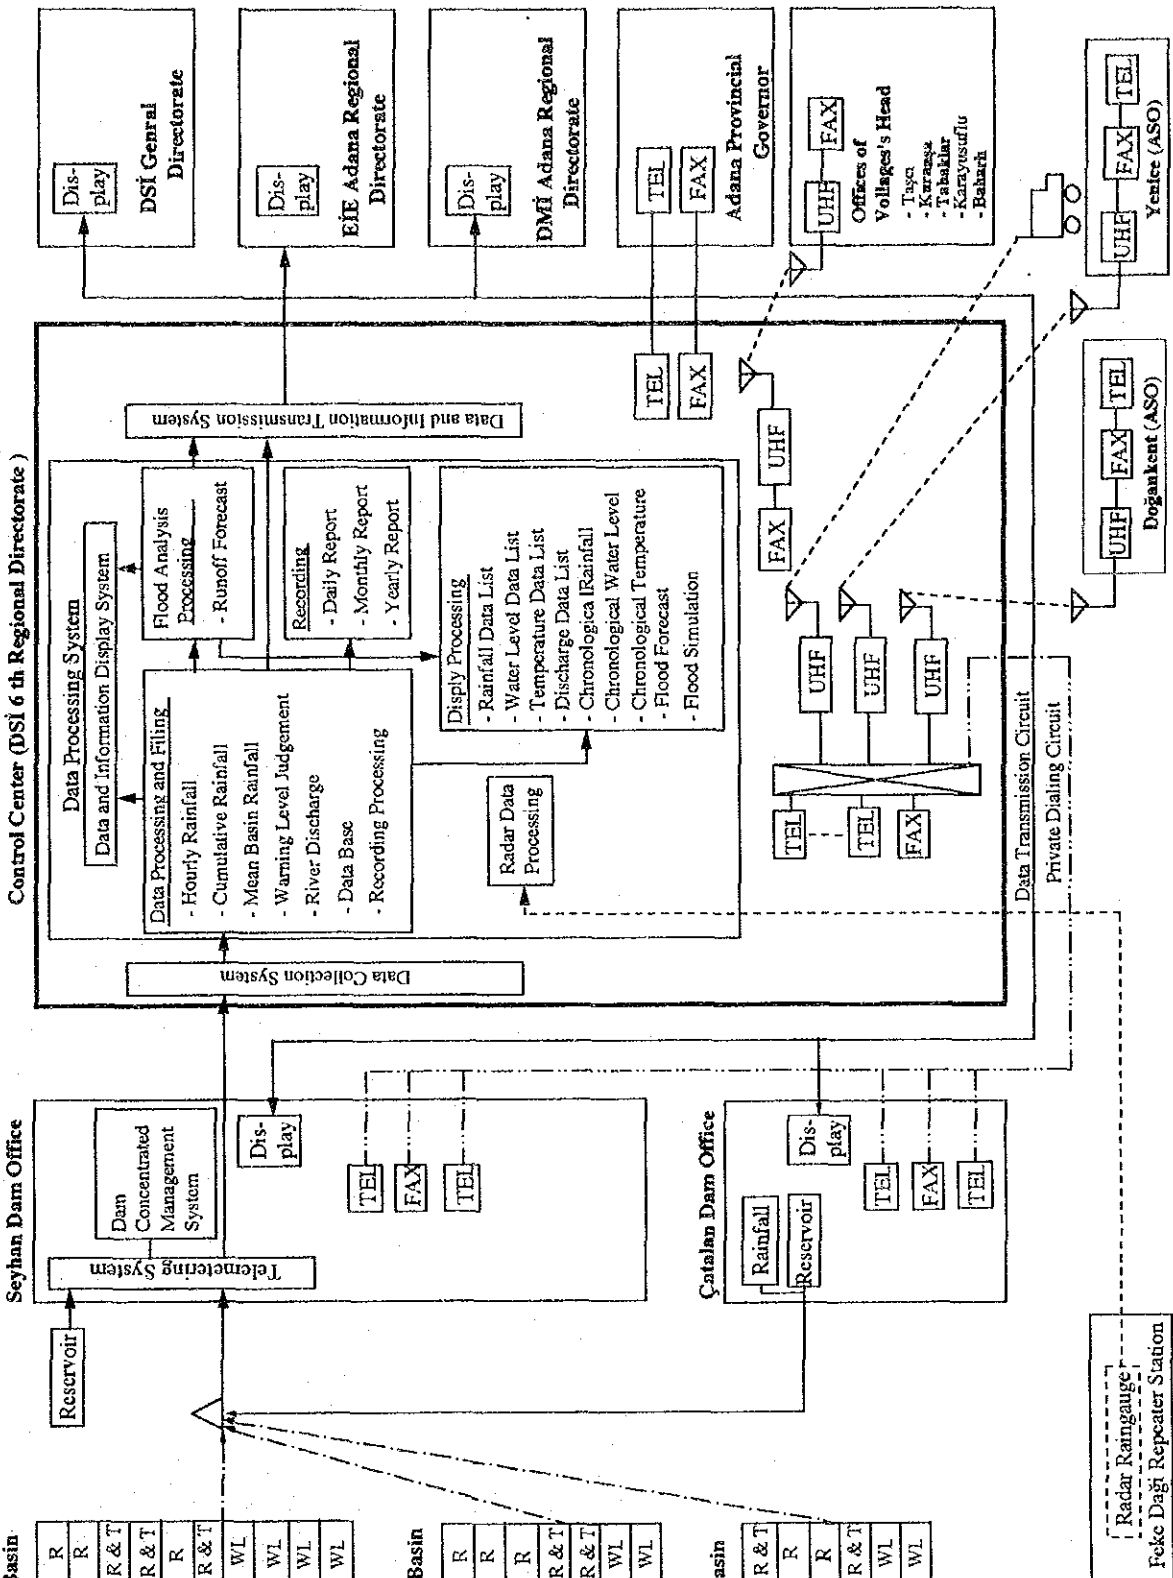 Basin
R
R
R & T
R & T
R
R & T
WL
WL
WL
WL
Basin
R
R
R
R & T
R & T
WL
WL
asin
R & T
R
R
R & T
WL
WL
Radar Raingauge
Feke Daği Repeater Station
Reservoir
Seyhan Dam Office
Telemetering System
Dam
Concentrated
Management
System
Dis-
play
TEL
FAX
TEL
Çatalan Dam Office
Rainfall
Reservoir
Dis-
play
TEL
FAX
TEL
Control Center (DSİ 6 th Regional Directorate )
Data Collection System
Data Processing System
Data and Information Display System
Data Processing and Filing
- Hourly Rainfall
- Cumulative Rainfall
- Mean Basin Rainfall
- Warning Level Judgement
- River Discharge
- Data Base
- Recording Processing
Flood Analysis
Processing
- Runoff Forecast
Recording
- Daily Report
- Monthly Report
- Yearly Report
Disply Processing
- Rainfall Data List
- Water Level Data List
- Temperature Data List
- Discharge Data List
- Chronological Rainfall
- Chronological Water Level
- Chronological Temperature
- Flood Forecast
- Flood Simulation
Radar Data
Processing
Data and Information Transmission System
TEL
FAX
FAX
UHF
TEL
TEL
FAX
UHF
UHF
UHF
Data Transmission Circuit
Private Dialing Circuit
Dis-
play
DSİ Genral
Directorate
Dis-
play
EİE Adana Regional
Directorate
Dis-
play
DMİ Adana Regional
Directorate
TEL
FAX
Adana Provincial
Governor
UHF
FAX
Offices of
Vollages's Head
- Taşcı
- Tabaklar
- Karayusuflu
UHF
FAX
TEL
Yenice (ASO)
UHF
FAX
TEL
Doğankent (ASO)